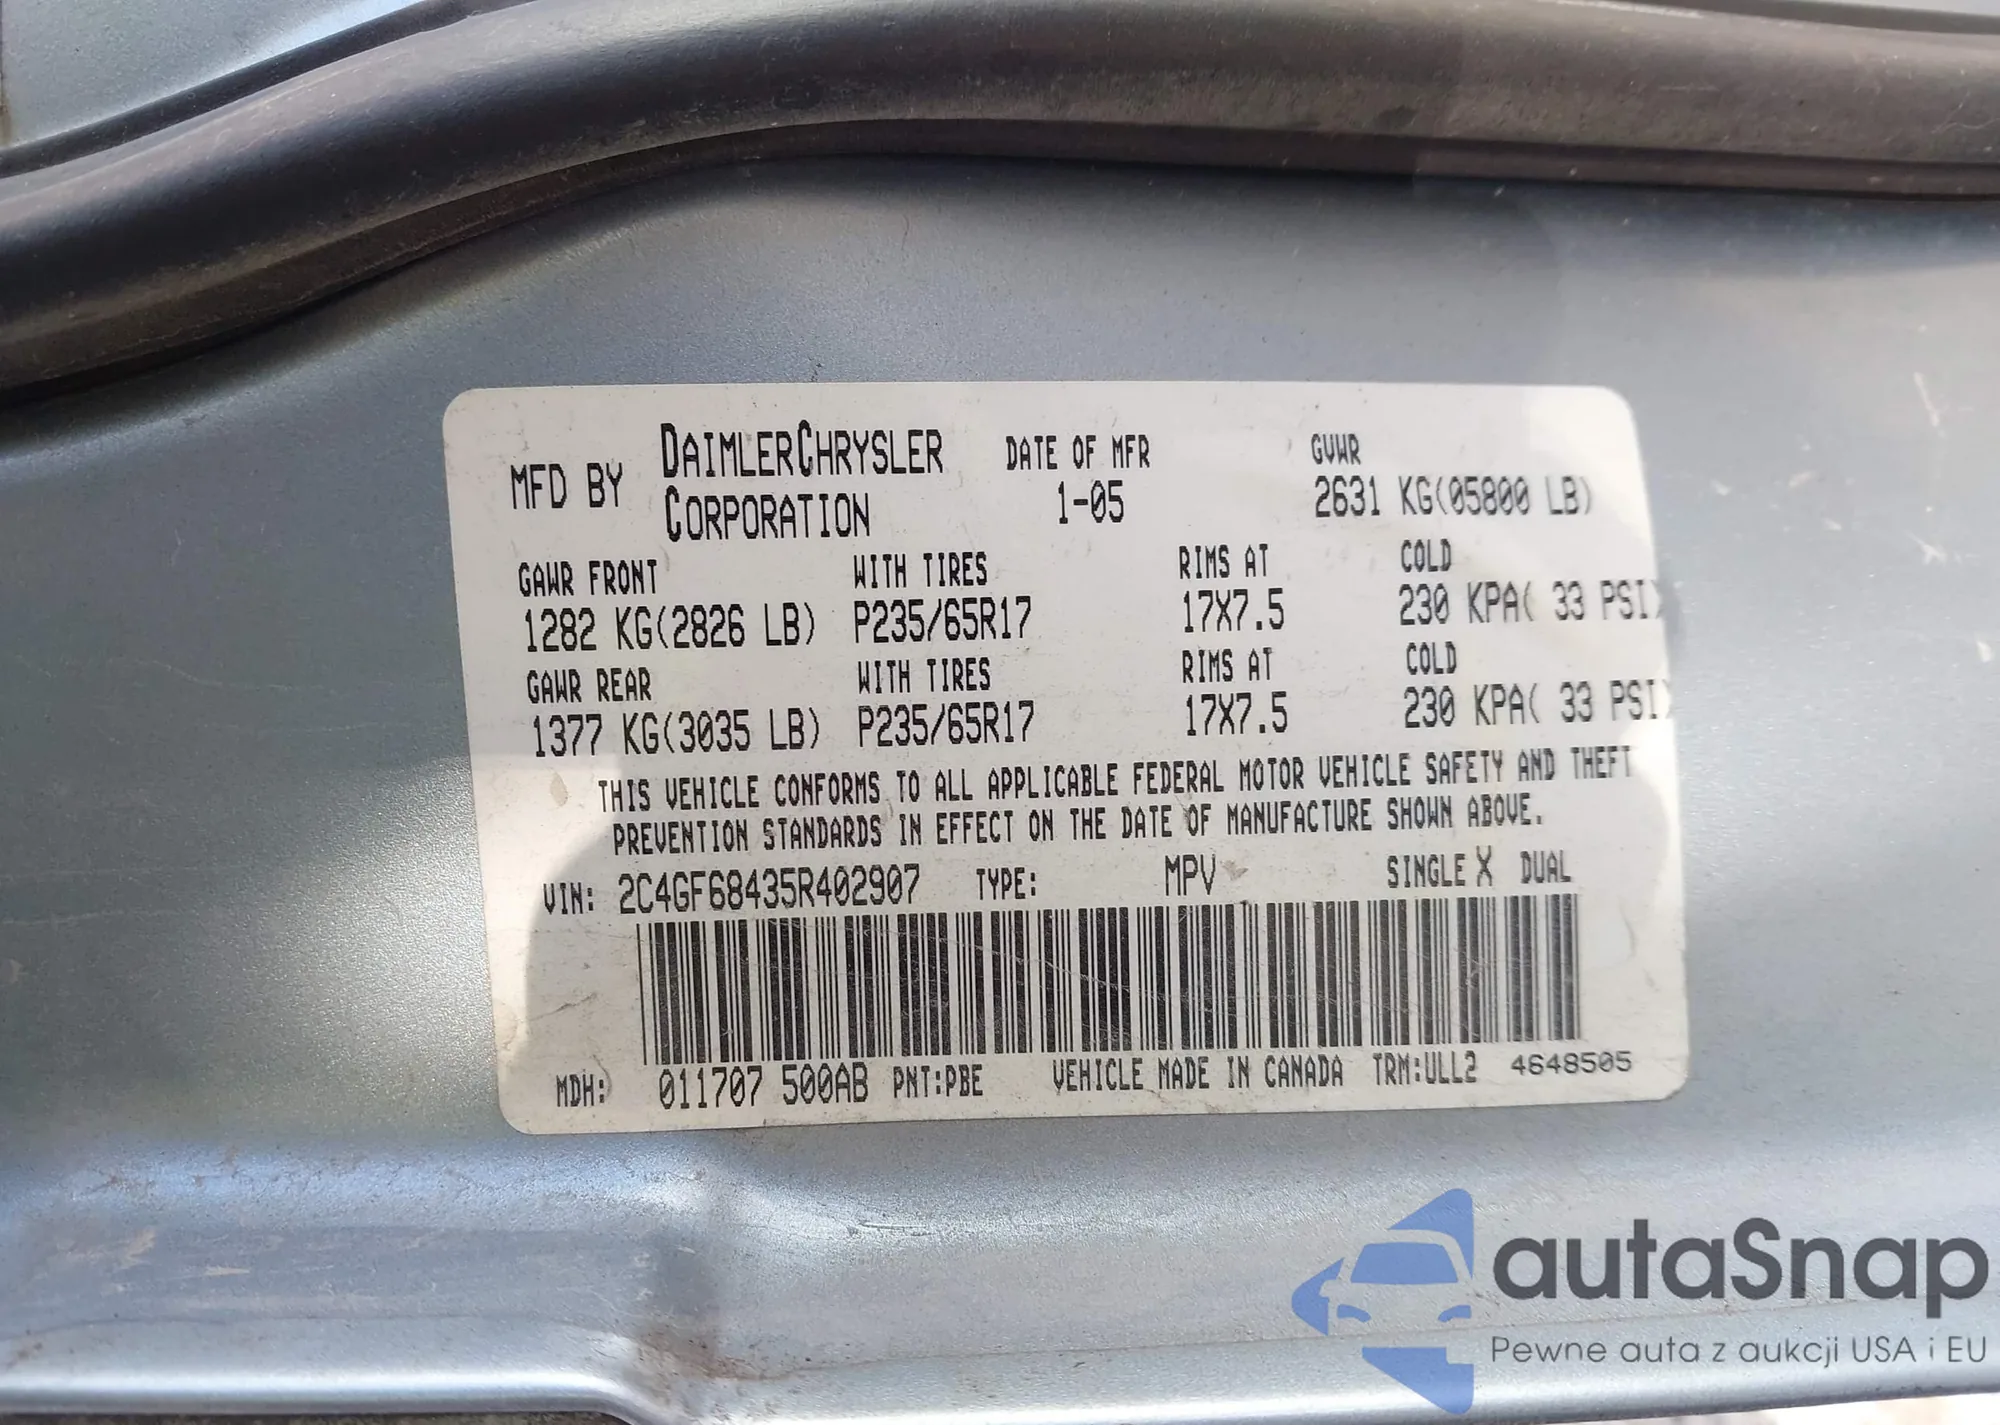 MFD BY DAIMLERCHRYSLER CORPORATION
DATE OF MFR
1-05
GVWR
2631 KG(05800 LB)
GAWR FRONT WITH TIRES RIMS AT COLD
1282 KG(2826 LB) P235/65R17 17X7.5 230 KPA( 33 PSI)
GAWR REAR WITH TIRES RIMS AT COLD
1377 KG(3035 LB) P235/65R17 17X7.5 230 KPA( 33 PSI)
THIS VEHICLE CONFORMS TO ALL APPLICABLE FEDERAL MOTOR VEHICLE SAFETY AND THEFT
PREVENTION STANDARDS IN EFFECT ON THE DATE OF MANUFACTURE SHOWN ABOVE.
VIN: 2C4GF68435R402907 TYPE: MPV SINGLE X DUAL
MDH: 011707 500AB PNT:PBE VEHICLE MADE IN CANADA TRM:ULL2 4648505
autaSnap
Pewne auta z aukcji USA i EU